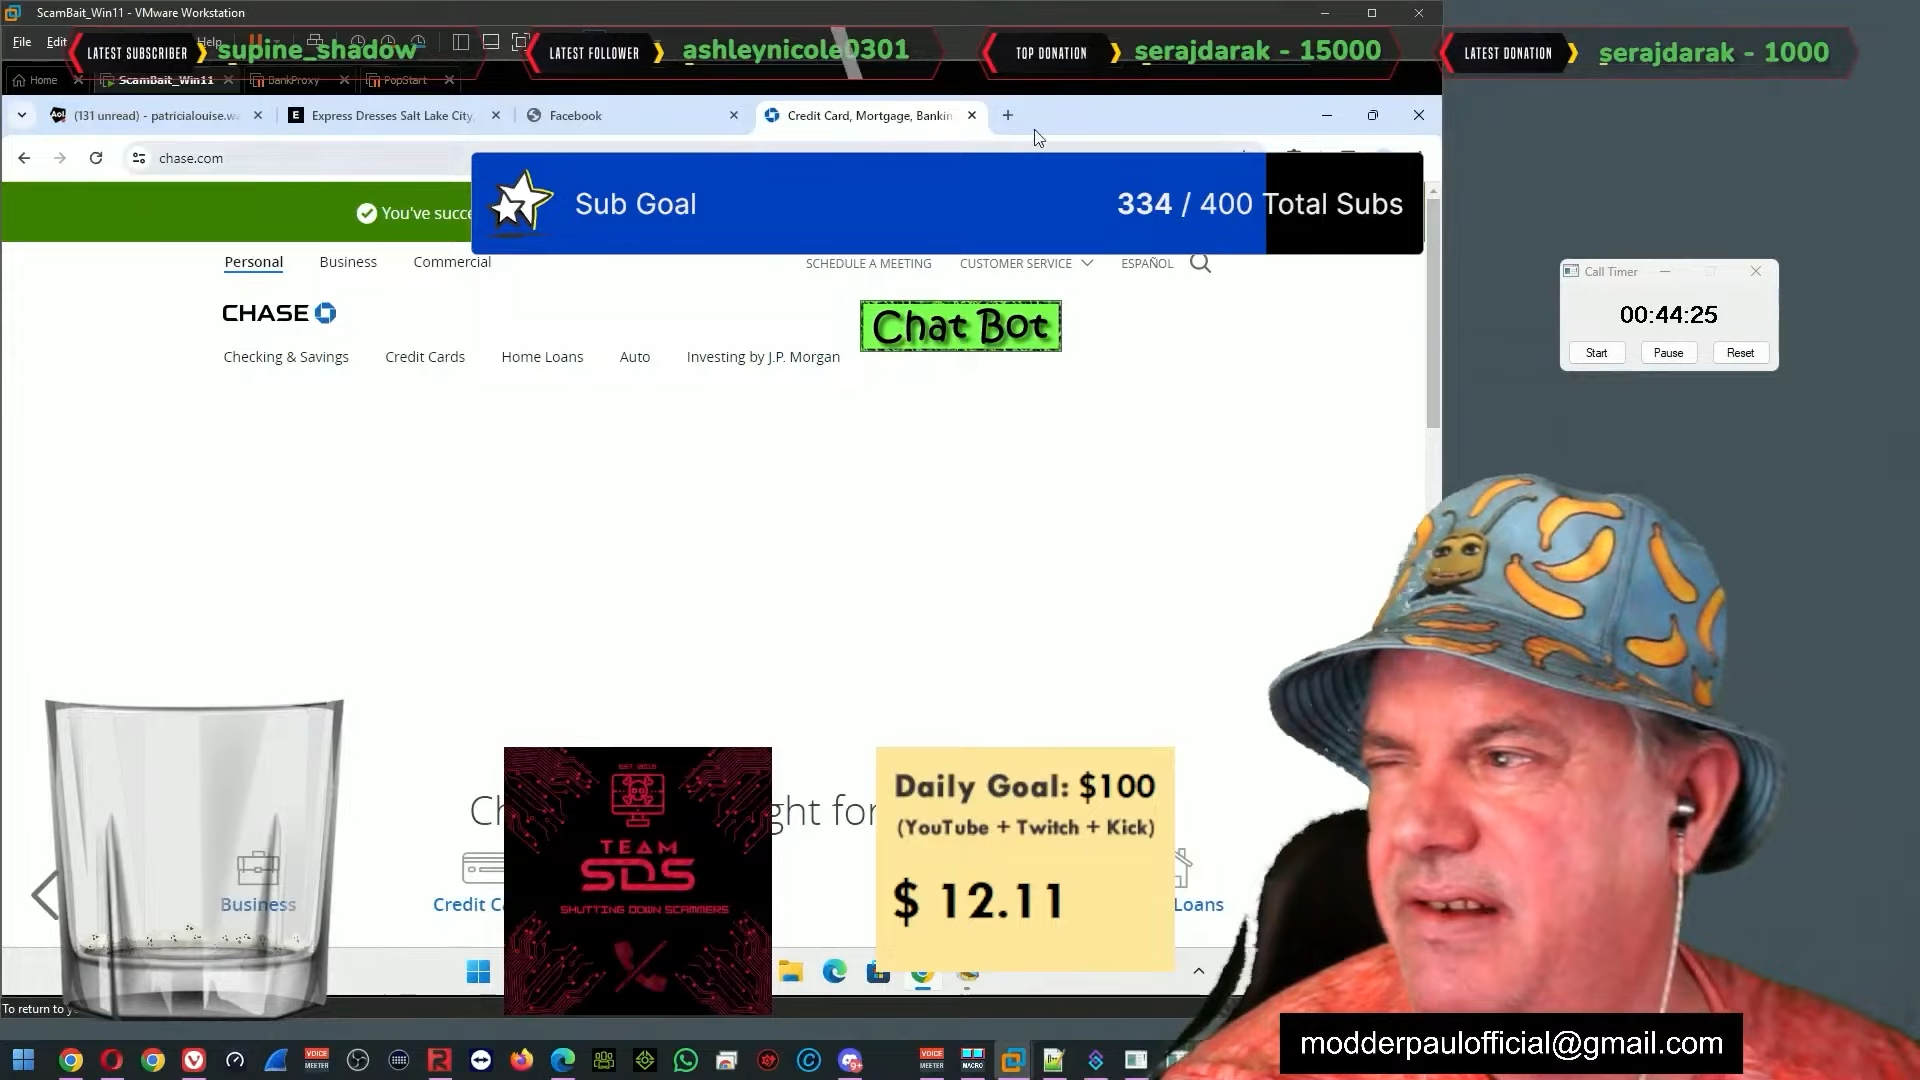 ScamBait_Win11 - VMware Workstation
File Edit Help
LATEST SUBSCRIBER supine_shadow
LATEST FOLLOWER ashleynicole0301
TOP DONATION serajdarak - 15000
LATEST DONATION serajdarak - 1000
Home ScamBait_Win11 BankProxy PopStart
(131 unread) - patricialouise.wa
Express Dresses Salt Lake City,
Facebook
Credit Card, Mortgage, Bankin
chase.com
You've succe
Sub Goal 334 / 400 Total Subs
Personal Business Commercial
SCHEDULE A MEETING CUSTOMER SERVICE ESPAÑOL
Call Timer
00:44:25
Start Pause Reset
CHASE
Chat Bot
Checking & Savings Credit Cards Home Loans Auto Investing by J.P. Morgan
Daily Goal: $100
(YouTube + Twitch + Kick)
$ 12.11
TEAM
SDS
SHUTTING DOWN SCAMMERS
Business Credit Loans
To return to
modderpaulofficial@gmail.com